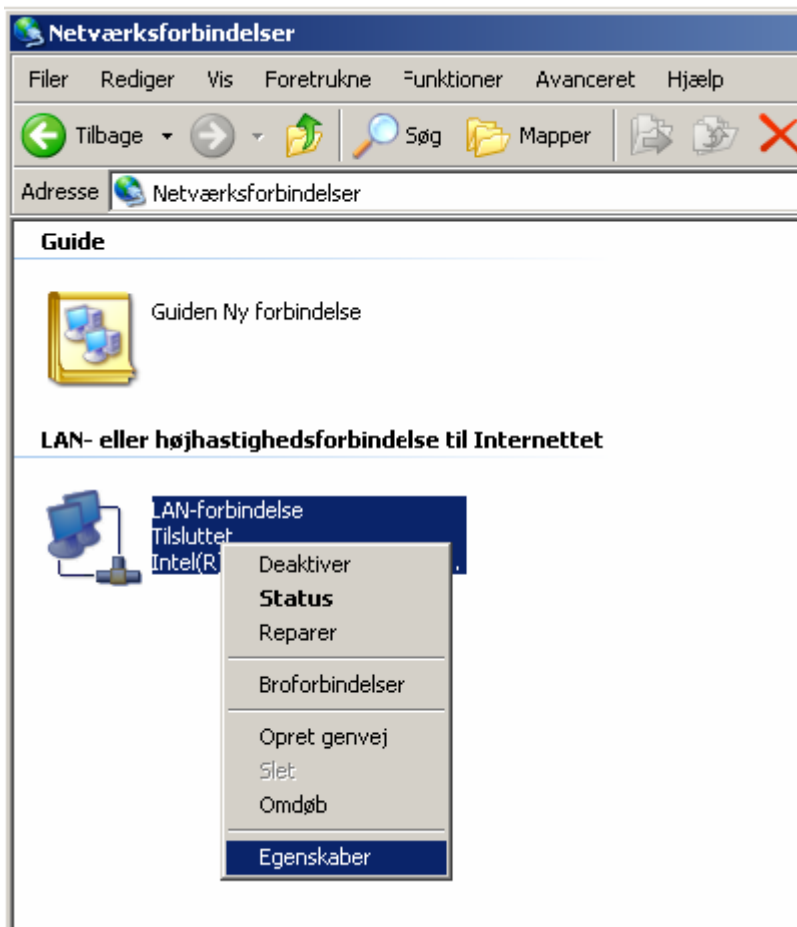 Netværksforbindelser
Filer Rediger Vis Foretrukne Funktioner Avanceret Hjælp
Tilbage Søg Mapper
Adresse Netværksforbindelser
Guide
Guiden Ny forbindelse
LAN- eller højhastighedsforbindelse til Internettet
LAN-forbindelse
Tilsluttet
Intel(R
Deaktiver
Status
Reparer
Broforbindelser
Opret genvej
Slet
Omdøb
Egenskaber